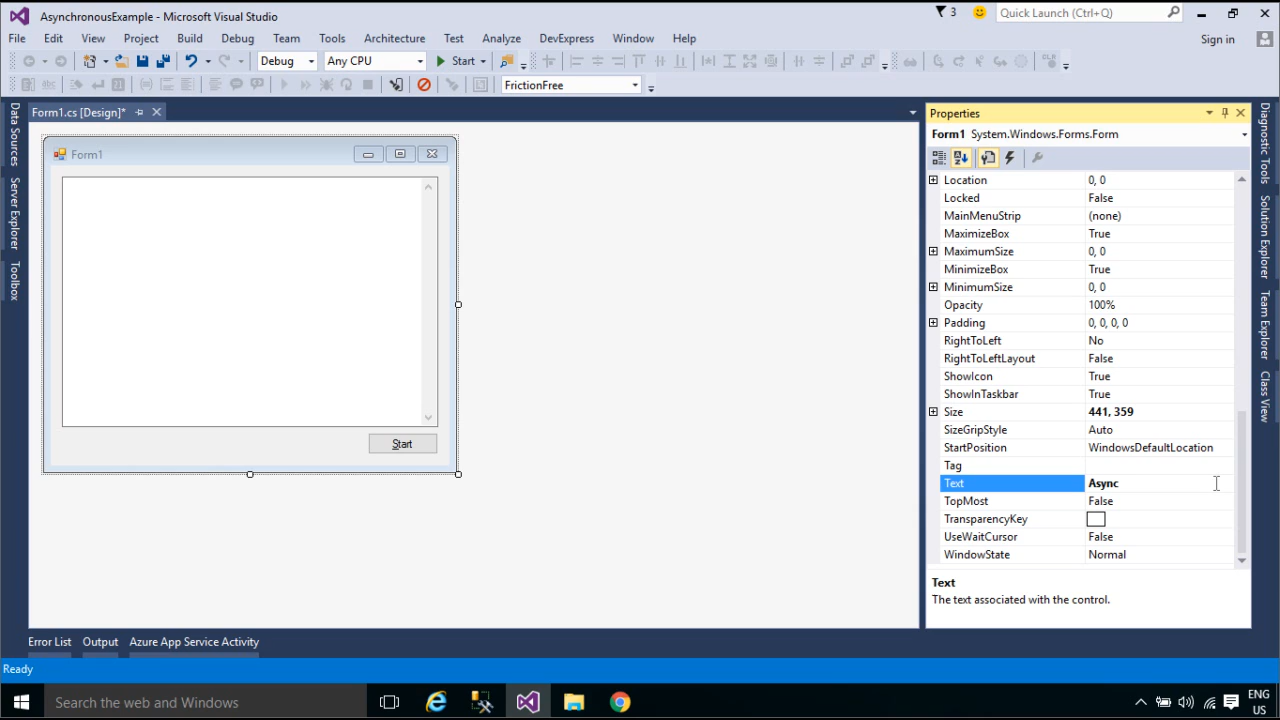 AsynchronousExample - Microsoft Visual Studio
3
Quick Launch (Ctrl+Q)
File Edit View Project Build Debug Team Tools Architecture Test Analyze DevExpress Window Help
Sign in
Debug Any CPU Start
FrictionFree
Form1.cs [Design]*
Data Sources
Server Explorer
Toolbox
Form1
Start
Properties
Form1 System.Windows.Forms.Form
Location 0, 0
Locked False
MainMenuStrip (none)
MaximizeBox True
MaximumSize 0, 0
MinimizeBox True
MinimumSize 0, 0
Opacity 100%
Padding 0, 0, 0, 0
RightToLeft No
RightToLeftLayout False
ShowIcon True
ShowInTaskbar True
Size 441, 359
SizeGripStyle Auto
StartPosition WindowsDefaultLocation
Tag
Text Async
TopMost False
TransparencyKey
UseWaitCursor False
WindowState Normal
Text
The text associated with the control.
Diagnostic Tools
Solution Explorer
Team Explorer
Class View
Error List Output Azure App Service Activity
Ready
Search the web and Windows
ENG
US